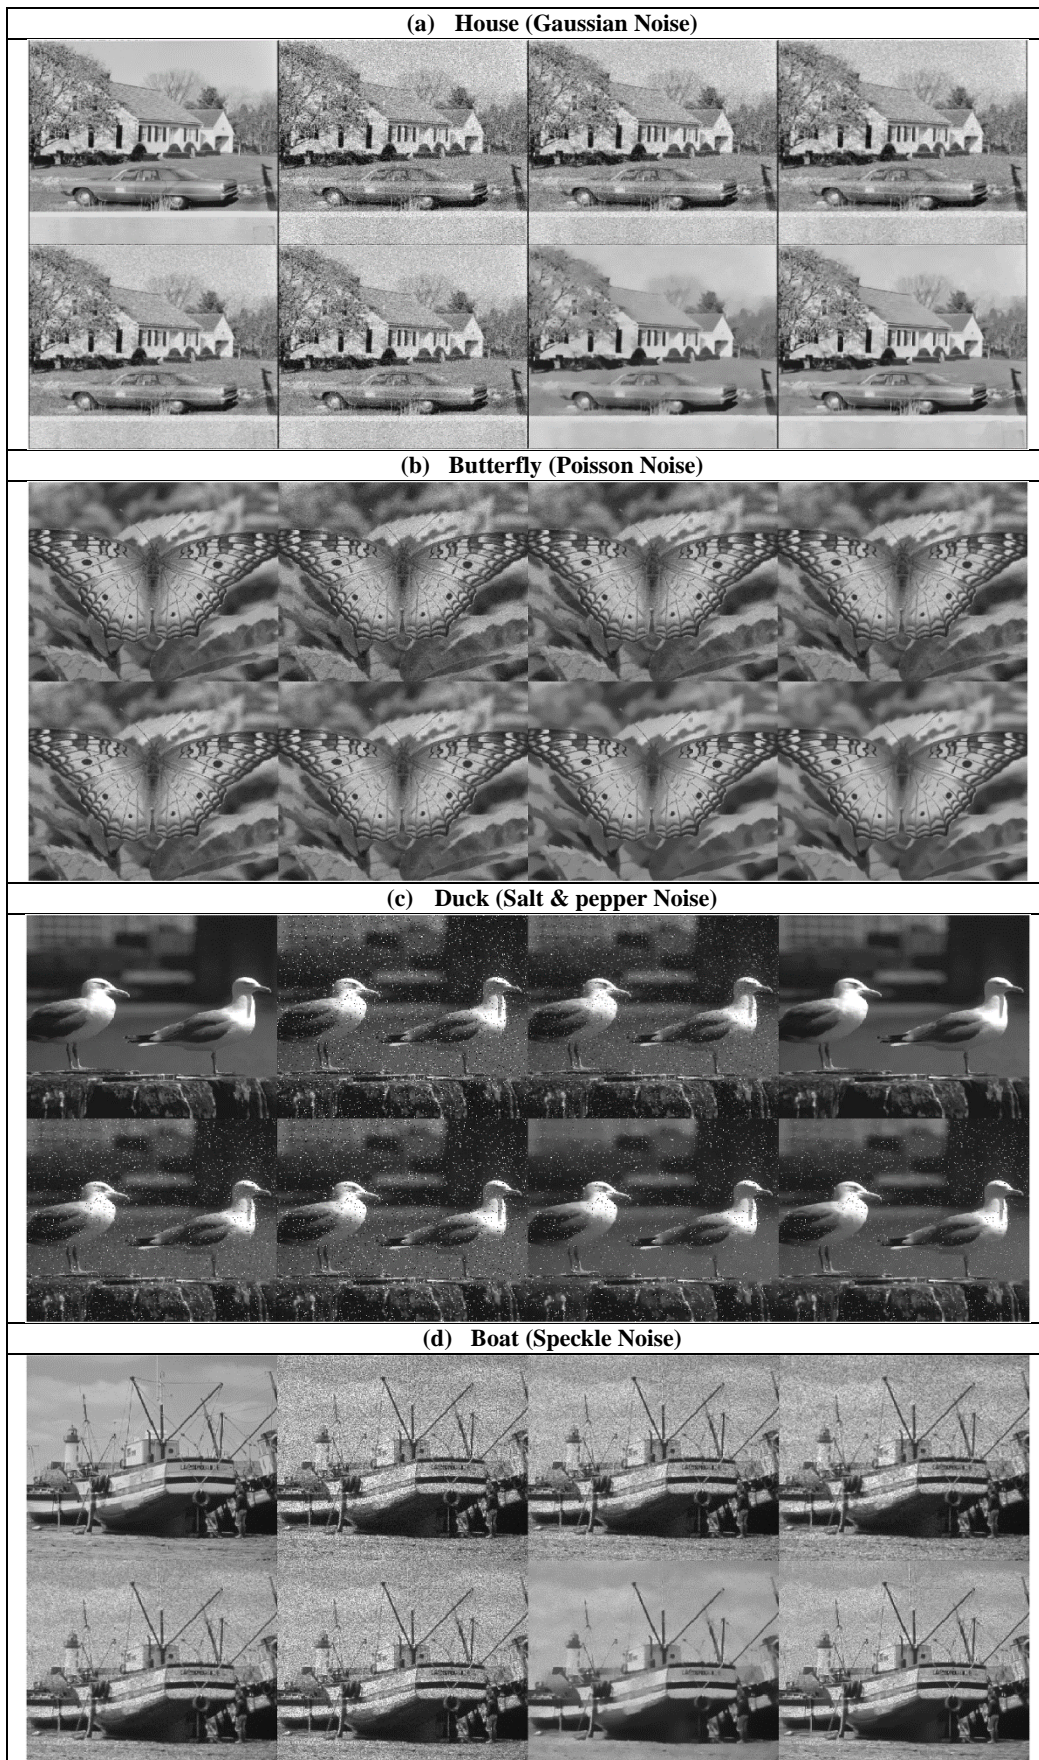 (a) House (Gaussian Noise)
(b) Butterfly (Poisson Noise)
(c) Duck (Salt & pepper Noise)
(d) Boat (Speckle Noise)